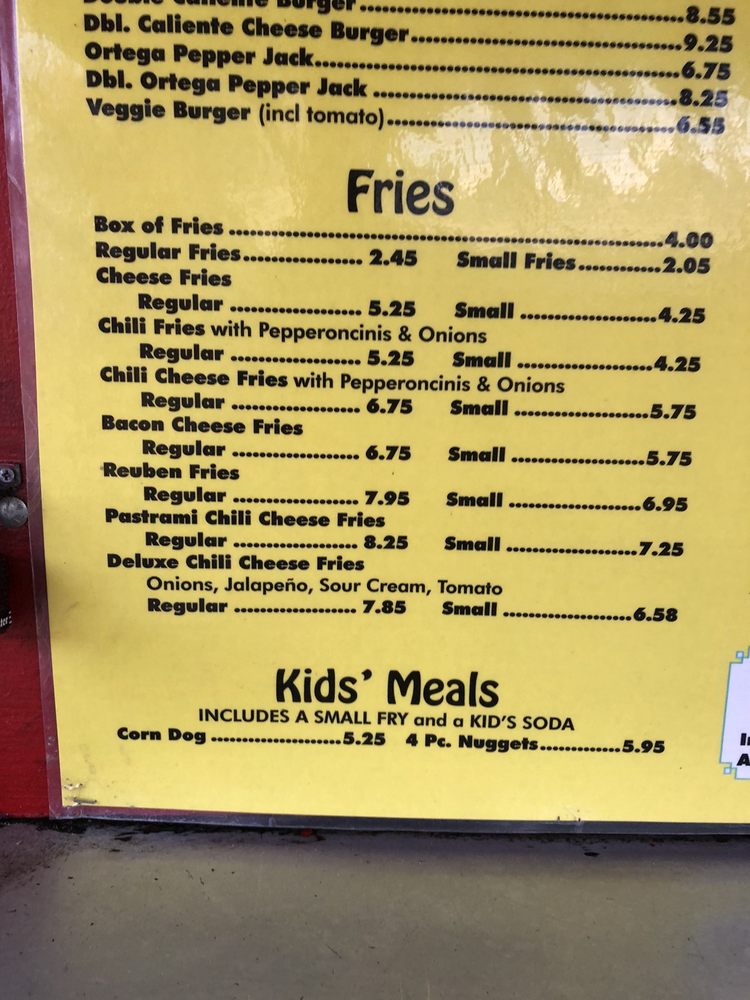 Double Caliente Burger........8.55
Dbl. Caliente Cheese Burger........9.25
Ortega Pepper Jack........6.75
Dbl. Ortega Pepper Jack ........8.25
Veggie Burger (incl tomato)........6.55
Fries
Box of Fries ........4.00
Regular Fries........ 2.45 Small Fries........2.05
Cheese Fries
Regular ........ 5.25 Small ........4.25
Chili Fries with Pepperoncinis & Onions
Regular ........ 5.25 Small ........4.25
Chili Cheese Fries with Pepperoncinis & Onions
Regular ........ 6.75 Small ........5.75
Bacon Cheese Fries
Regular ........ 6.75 Small ........5.75
Reuben Fries
Regular ........ 7.95 Small ........6.95
Pastrami Chili Cheese Fries
Regular ........ 8.25 Small ........7.25
Deluxe Chili Cheese Fries
Onions, Jalapeño, Sour Cream, Tomato
Regular ........ 7.85 Small ........6.58
Kids' Meals
INCLUDES A SMALL FRY and a KID'S SODA
Corn Dog ........5.25 4 Pc. Nuggets........5.95